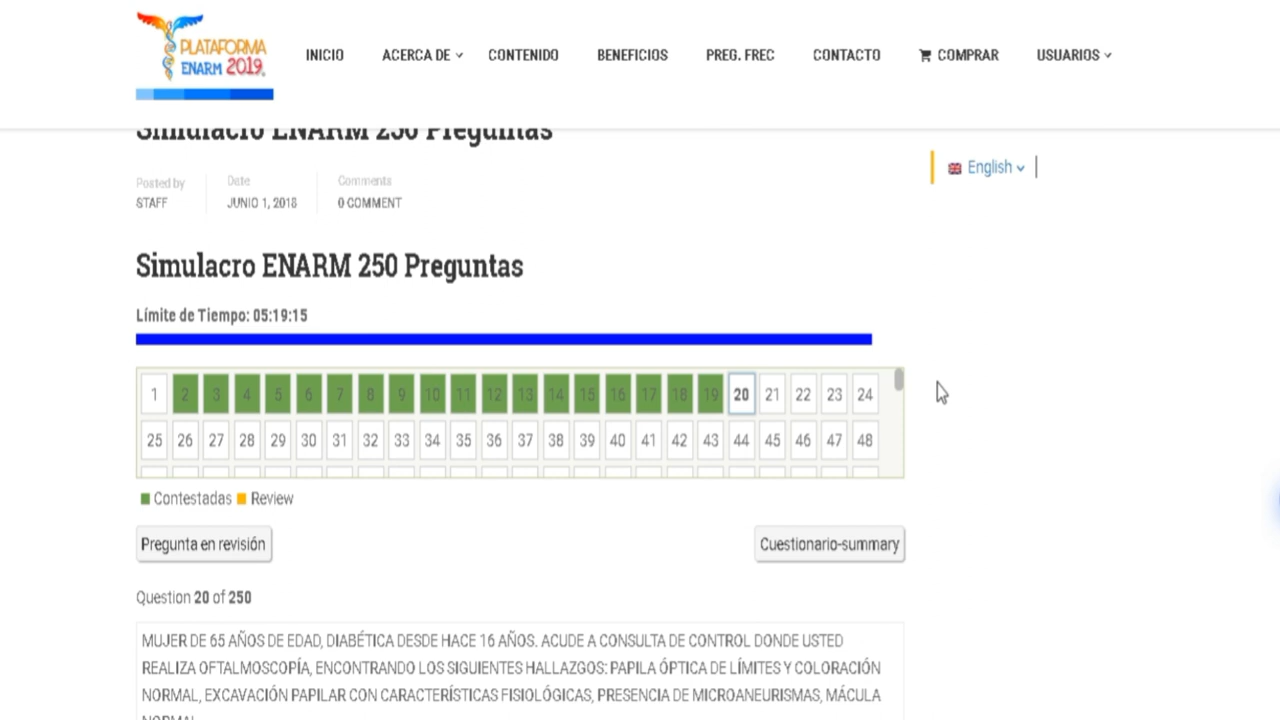 PLATAFORMA
ENARM 2019
INICIO
ACERCA DE
CONTENIDO
BENEFICIOS
PREG. FREC
CONTACTO
COMPRAR
USUARIOS
Simulacro ENARM 250 Preguntas
English
Posted by
STAFF
Date
JUNIO 1, 2018
Comments
0 COMMENT
Simulacro ENARM 250 Preguntas
Límite de Tiempo: 05:19:15
1 2 3 4 5 6 7 8 9 10 11 12 13 14 15 16 17 18 19 20 21 22 23 24
25 26 27 28 29 30 31 32 33 34 35 36 37 38 39 40 41 42 43 44 45 46 47 48
Contestadas Review
Pregunta en revisión
Cuestionario-summary
Question 20 of 250
MUJER DE 65 AÑOS DE EDAD, DIABÉTICA DESDE HACE 16 AÑOS. ACUDE A CONSULTA DE CONTROL DONDE USTED
REALIZA OFTALMOSCOPÍA, ENCONTRANDO LOS SIGUIENTES HALLAZGOS: PAPILA ÓPTICA DE LÍMITES Y COLORACIÓN
NORMAL, EXCAVACIÓN PAPILAR CON CARACTERÍSTICAS FISIOLÓGICAS, PRESENCIA DE MICROANEURISMAS, MÁCULA